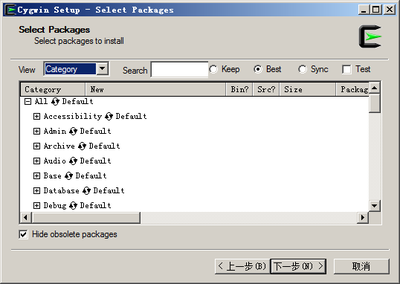 Cygwin Setup - Select Packages
Select Packages
Select packages to install
View Category Search Keep Best Sync Test
Category New Bin? Src? Size Packag
All Default
Accessibility Default
Admin Default
Archive Default
Audio Default
Base Default
Database Default
Debug Default
Hide obsolete packages
< 上一步(B) 下一步(N) > 取消